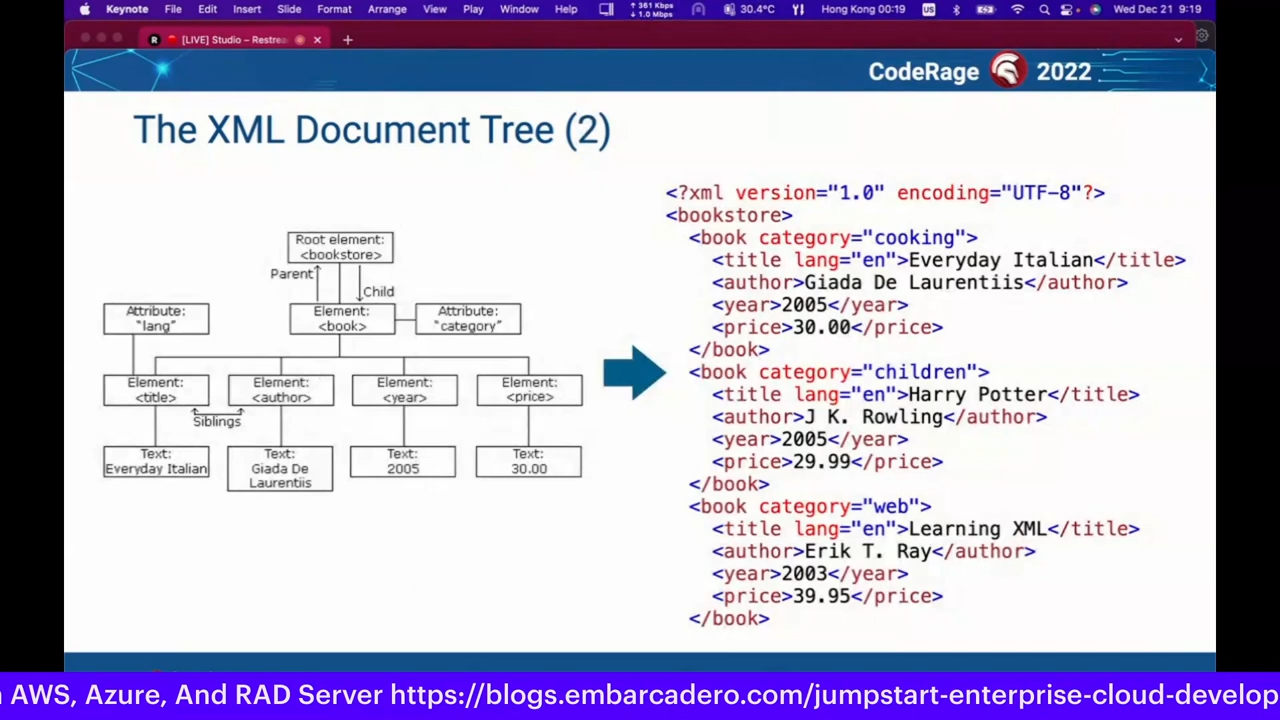 Keynote File Edit Insert Slide Format Arrange View Play Window Help ↑ 361 Kbps ↓ 1.0 Mbps 30.4°C Hong Kong 00:19 US Wed Dec 21 9:19
R [LIVE] Studio – Restrea
CodeRage 2022
The XML Document Tree (2)
Root element:
<bookstore>
Parent
Child
Attribute:
"lang"
Element:
<book>
Attribute:
"category"
Element:
<title>
Element:
<author>
Element:
<year>
Element:
<price>
Siblings
Text:
Everyday Italian
Text:
Giada De
Laurentiis
Text:
2005
Text:
30.00
<?xml version="1.0" encoding="UTF-8"?>
<bookstore>
<book category="cooking">
<title lang="en">Everyday Italian</title>
<author>Giada De Laurentiis</author>
<year>2005</year>
<price>30.00</price>
</book>
<book category="children">
<title lang="en">Harry Potter</title>
<author>J K. Rowling</author>
<year>2005</year>
<price>29.99</price>
</book>
<book category="web">
<title lang="en">Learning XML</title>
<author>Erik T. Ray</author>
<year>2003</year>
<price>39.95</price>
</book>
AWS, Azure, And RAD Server https://blogs.embarcadero.com/jumpstart-enterprise-cloud-develop